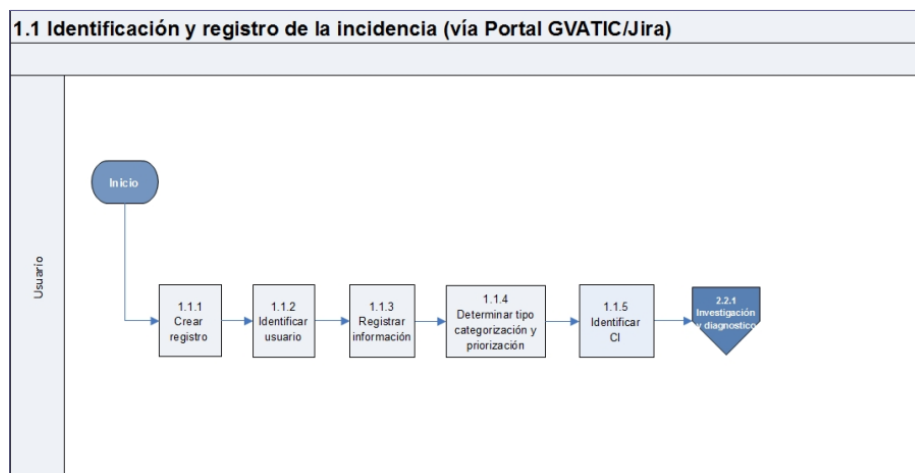 1.1 Identificación y registro de la incidencia (vía Portal GVATIC/Jira)
Usuario
Inicio
1.1.1
Crear
registro
1.1.2
Identificar
usuario
1.1.3
Registrar
información
1.1.4
Determinar tipo
categorización y
priorización
1.1.5
Identificar
CI
2.2.1
Investigación
y diagnostico